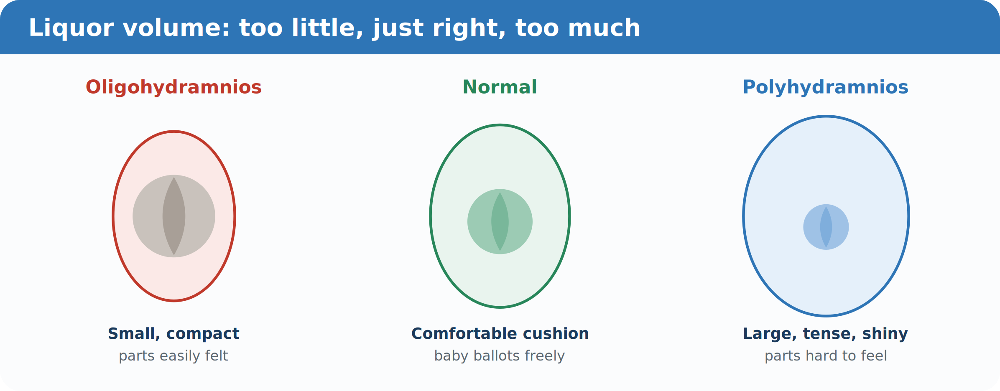 Liquor volume: too little, just right, too much
Oligohydramnios
Normal
Polyhydramnios
Small, compact
parts easily felt
Comfortable cushion
baby ballots freely
Large, tense, shiny
parts hard to feel